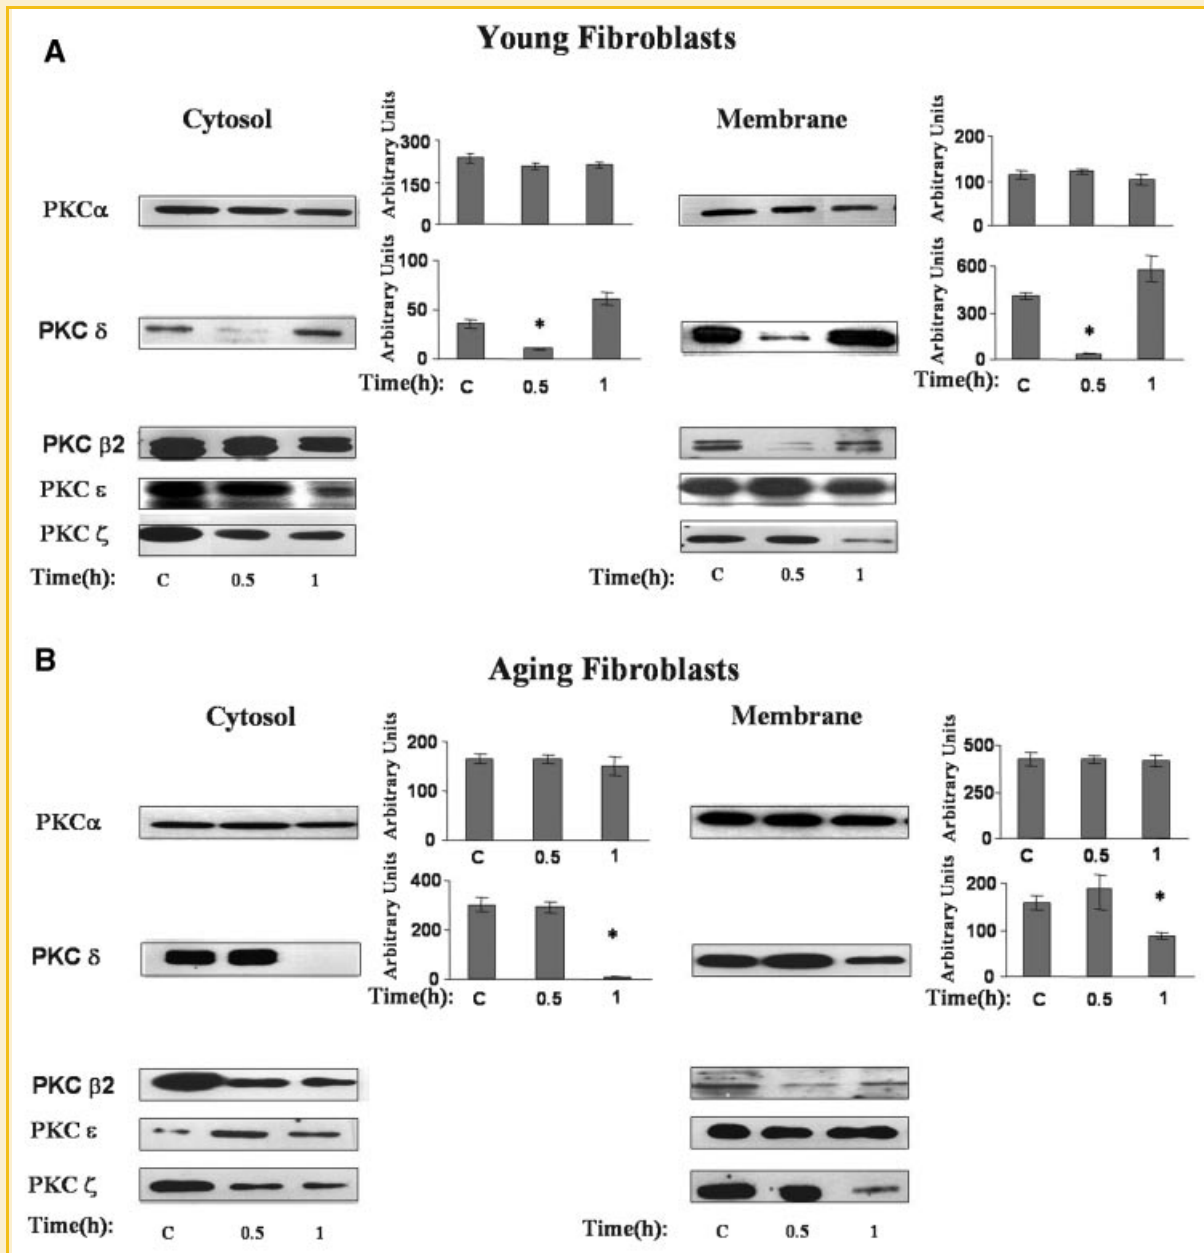 A
Young Fibroblasts
Cytosol
Membrane
Arbitrary Units
300
150
0
Arbitrary Units
200
100
0
PKCα
Arbitrary Units
100
50
0
Arbitrary Units
600
300
0
PKC δ
Time(h): C 0.5 1
Time(h): C 0.5 1
*
*
PKC β2
PKC ε
PKC ζ
Time(h): C 0.5 1
Time(h): C 0.5 1
B
Aging Fibroblasts
Cytosol
Membrane
Arbitrary Units
200
100
0
C 0.5 1
Arbitrary Units
500
250
0
C 0.5 1
PKCα
Arbitrary Units
400
200
0
Arbitrary Units
200
100
0
*
*
PKC δ
Time(h): C 0.5 1
Time(h): C 0.5 1
PKC β2
PKC ε
PKC ζ
Time(h): C 0.5 1
Time(h): C 0.5 1